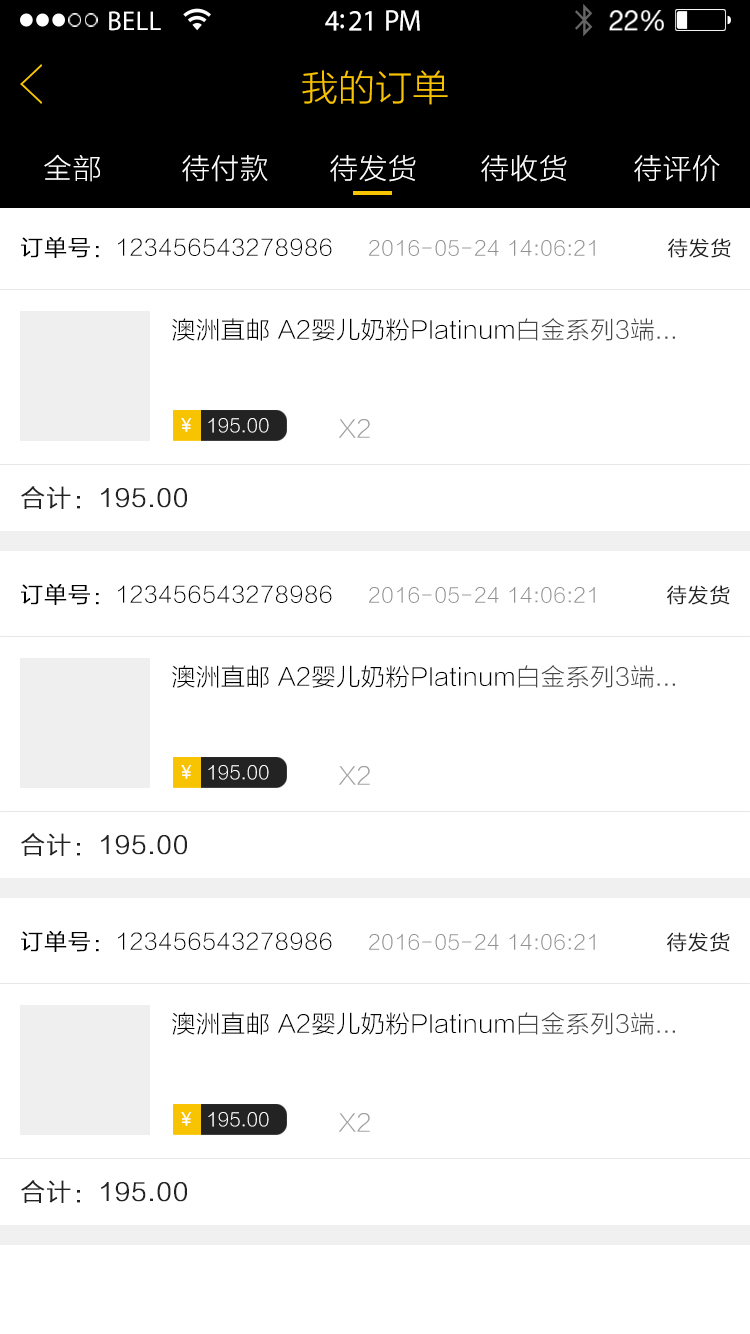 BELL 4:21 PM 22%
我的订单
全部 待付款 待发货 待收货 待评价
订单号：123456543278986 2016-05-24 14:06:21 待发货
澳洲直邮 A2婴儿奶粉Platinum白金系列3端...
¥ 195.00 X2
合计：195.00
订单号：123456543278986 2016-05-24 14:06:21 待发货
澳洲直邮 A2婴儿奶粉Platinum白金系列3端...
¥ 195.00 X2
合计：195.00
订单号：123456543278986 2016-05-24 14:06:21 待发货
澳洲直邮 A2婴儿奶粉Platinum白金系列3端...
¥ 195.00 X2
合计：195.00